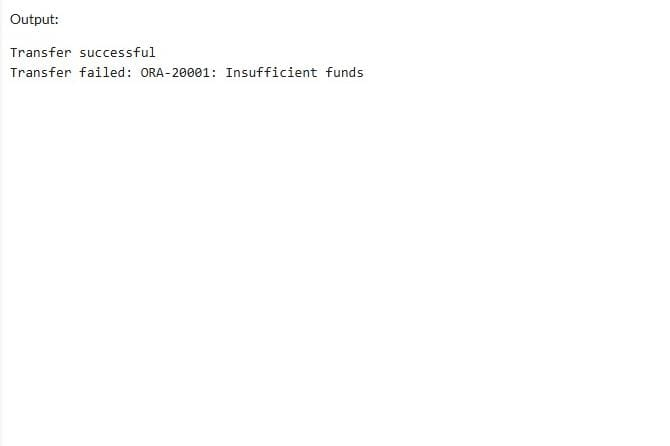 Output:
Transfer successful
Transfer failed: ORA-20001: Insufficient funds